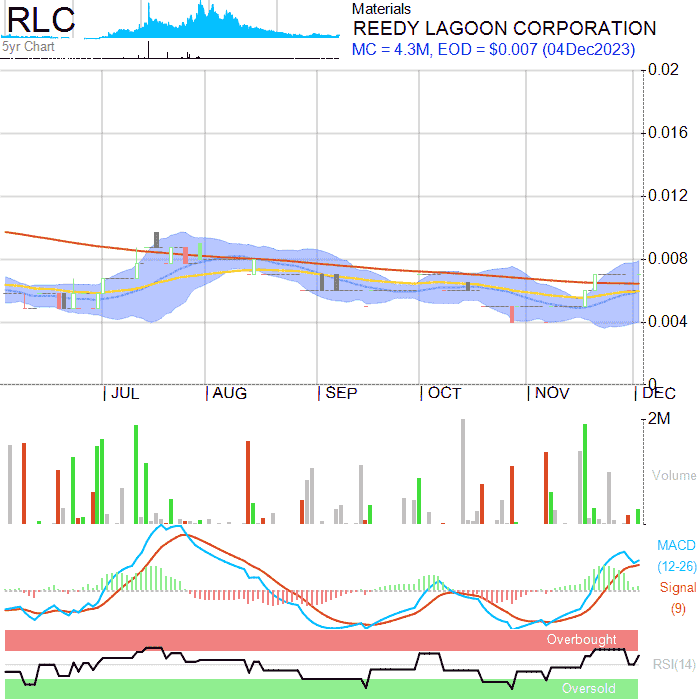 RLC
5yr Chart
Materials
REEDY LAGOON CORPORATION
MC = 4.3M, EOD = $0.007 (04Dec2023)
0.02
0.016
0.012
0.008
0.004
0
JUL AUG SEP OCT NOV DEC
2M
Volume
MACD
(12-26)
Signal
(9)
Overbought
RSI(14)
Oversold